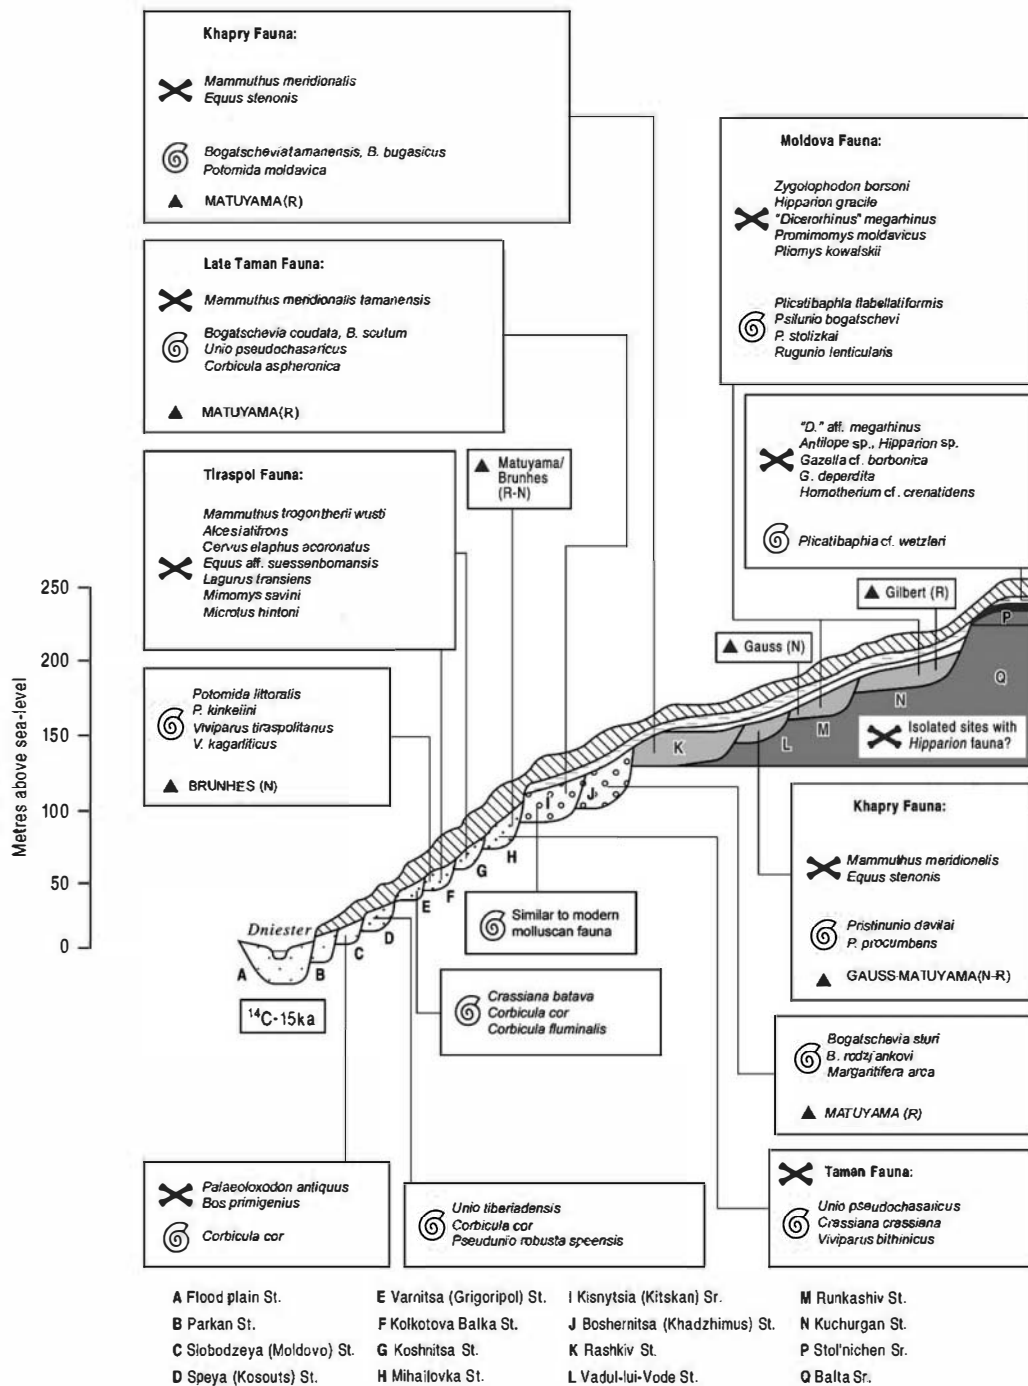 Khapry Fauna:
Mammuthus meridionalis
Equus stenonis
Bogatscheviatamanensis, B. bugasicus
Potomida moldavica
▲ MATUYAMA (R)
Late Taman Fauna:
Mammuthus meridionalis tamanensis
Bogatschevia coudata, B. scutum
Unio pseudochasaricus
Corbicula aspheronica
▲ MATUYAMA(R)
Tiraspol Fauna:
Mammuthus trogontherii wusti
Alcesiatifrons
Cervus elaphus acoronatus
Equus aff. suessenbomansis
Lagurus transiens
Mimomys savini
Microtus hintoni
Potomida littoralis
P. kinkelini
Viviparus tiraspolitanus
V. kagarliticus
▲ BRUNHES (N)
▲ Matuyama/
Brunhes
(R-N)
Moldova Fauna:
Zygolophodon borsoni
Hipparion gracile
"Dicerorhinus" megarhinus
Promimomys moldavicus
Pliomys kowalskii
Plicatibaphla flabellatiformis
Psilunio bogatschevi
P. stolizkai
Rugunio lenticularis
"D." aff. megarhinus
Antilope sp., Hipparion sp.
Gazella cf. borbonica
G. deperdita
Homotherium cf. crenatidens
Plicatibaphia cf. wetzleri
▲ Gilbert (R)
▲ Gauss (N)
Metres above sea-level
250
200
150
100
50
0
Dniester
A
B
C
D
E
F
G
H
I
J
K
L
M
N
P
Q
Isolated sites with
Hipparion fauna?
14C-15ka
Similar to modern
molluscan fauna
Crassiana batava
Corbicula cor
Corbicula fluminalis
Khapry Fauna:
Mammuthus meridionelis
Equus stenonis
Pristinunio davilai
P. procumbens
▲ GAUSS-MATUYAMA(N-R)
Bogatschevia sturi
B. rodzjankovi
Margaritifera arca
▲ MATUYAMA (R)
Taman Fauna:
Unio pseudochasaricus
Crassiana crassiana
Viviparus bithinicus
Palaeoloxodon antiquus
Bos primigenius
Corbicula cor
Unio tiberiadensis
Corbicula cor
Pseudunio robusta speensis
A Flood plain St.
B Parkan St.
C Slobodzeya (Moldovo) St.
D Speya (Kosouts) St.
E Varnitsa (Grigoripol) St.
F Kolkotova Balka St.
G Koshnitsa St.
H Mihailovka St.
I Kisnytsia (Kitskan) Sr.
J Boshernitsa (Khadzhimus) St.
K Rashkiv St.
L Vadul-lui-Vode St.
M Runkashiv St.
N Kuchurgan St.
P Stol'nichen Sr.
Q Balta Sr.